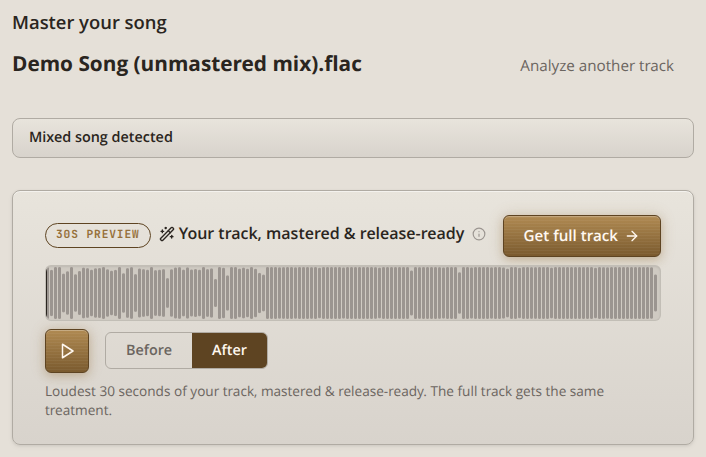 Master your song
Demo Song (unmastered mix).flac
Analyze another track
Mixed song detected
30S PREVIEW
Your track, mastered & release-ready
Get full track →
Before
After
Loudest 30 seconds of your track, mastered & release-ready. The full track gets the same
treatment.